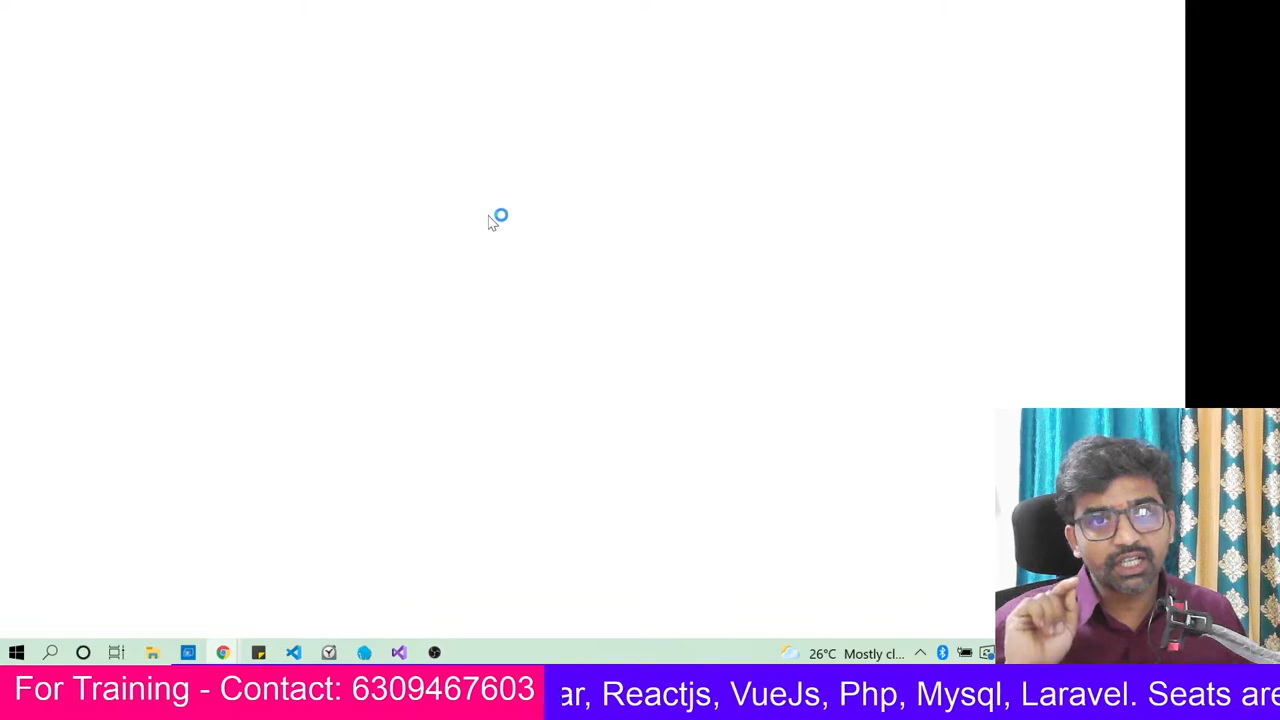 26°C Mostly cl...
For Training - Contact: 6309467603
ar, Reactjs, VueJs, Php, Mysql, Laravel. Seats are